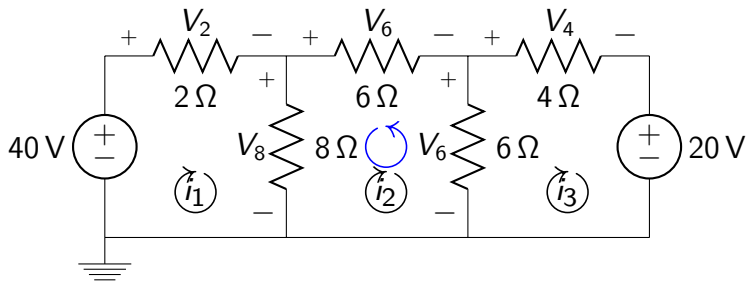 + V₂ − + V₆ − + V₄ −
2 Ω + 6 Ω + 4 Ω
40 V + − V₈ 8 Ω V₆ 6 Ω + − 20 V
i₁ − i₂ − i₃